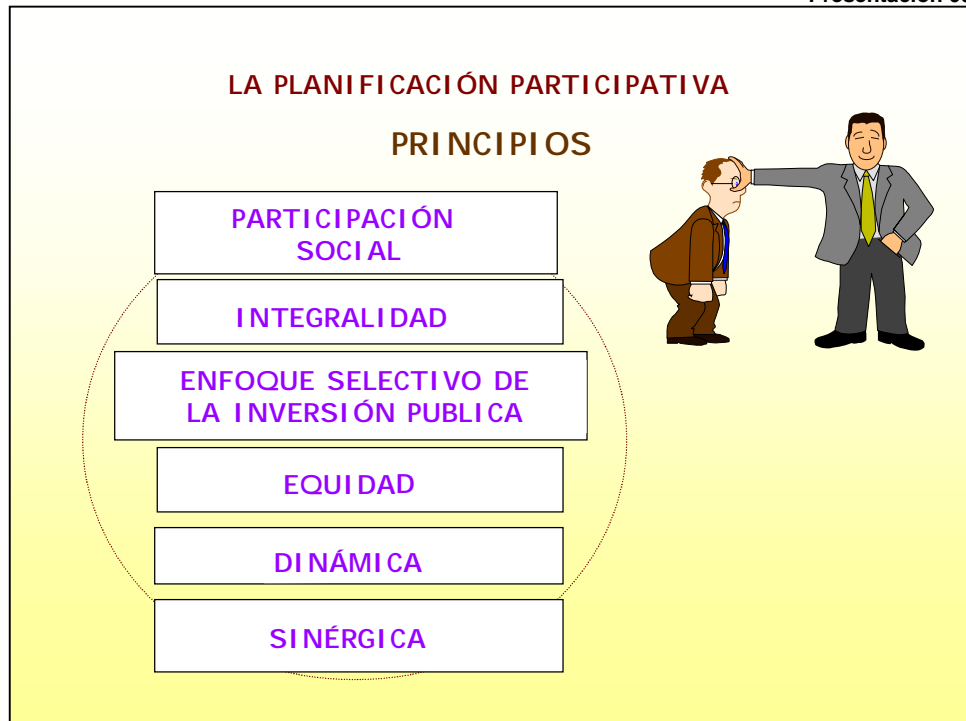 LA PLANIFICACIÓN PARTICIPATIVA
PRINCIPIOS
PARTICIPACIÓN
SOCIAL
INTEGRALIDAD
ENFOQUE SELECTIVO DE
LA INVERSIÓN PUBLICA
EQUIDAD
DINÁMICA
SINÉRGICA